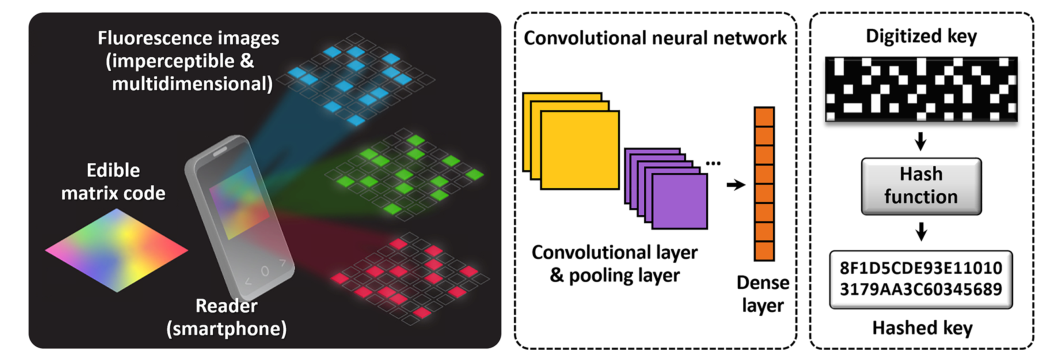 Fluorescence images
(imperceptible &
multidimensional)
Edible
matrix code
< 0 >
Reader
(smartphone)
Convolutional neural network
...
Convolutional layer
& pooling layer
Dense
layer
Digitized key
Hash
function
8F1D5CDE93E11010
3179AA3C60345689
Hashed key